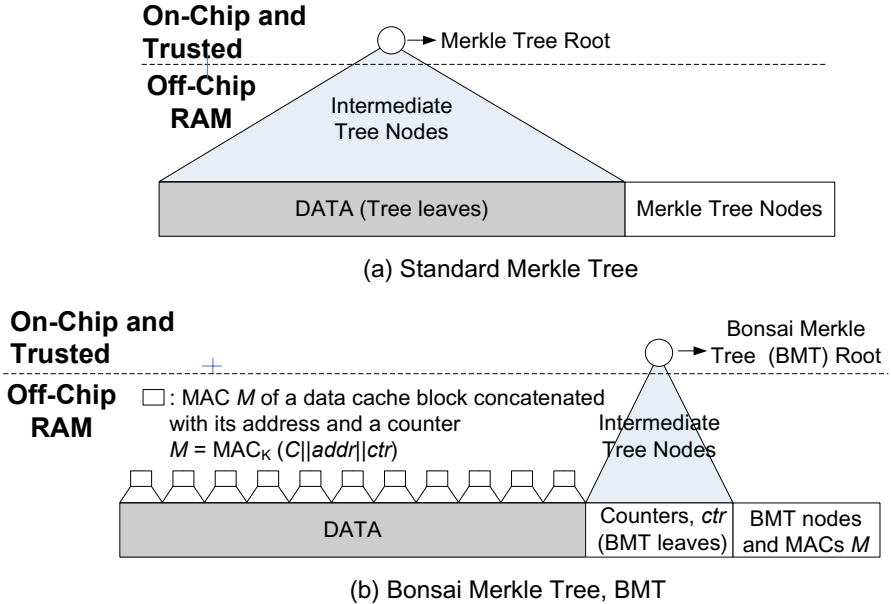 On-Chip and
Trusted
Merkle Tree Root
Off-Chip
RAM
Intermediate
Tree Nodes
DATA (Tree leaves)
Merkle Tree Nodes
(a) Standard Merkle Tree
On-Chip and
Trusted
Bonsai Merkle
Tree (BMT) Root
Off-Chip
RAM
: MAC M of a data cache block concatenated
with its address and a counter
M = MACK (C||addr||ctr)
Intermediate
Tree Nodes
DATA
Counters, ctr
(BMT leaves)
BMT nodes
and MACs M
(b) Bonsai Merkle Tree, BMT